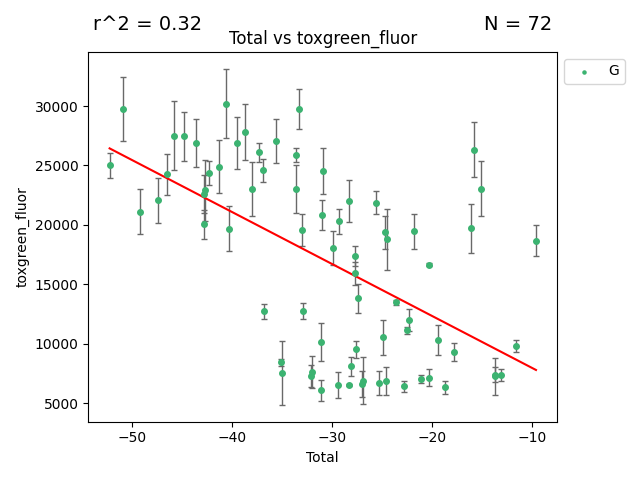 r^2 = 0.32
N = 72
Total vs toxgreen_fluor
G
30000
25000
20000
15000
10000
5000
toxgreen_fluor
−50
−40
−30
−20
−10
Total